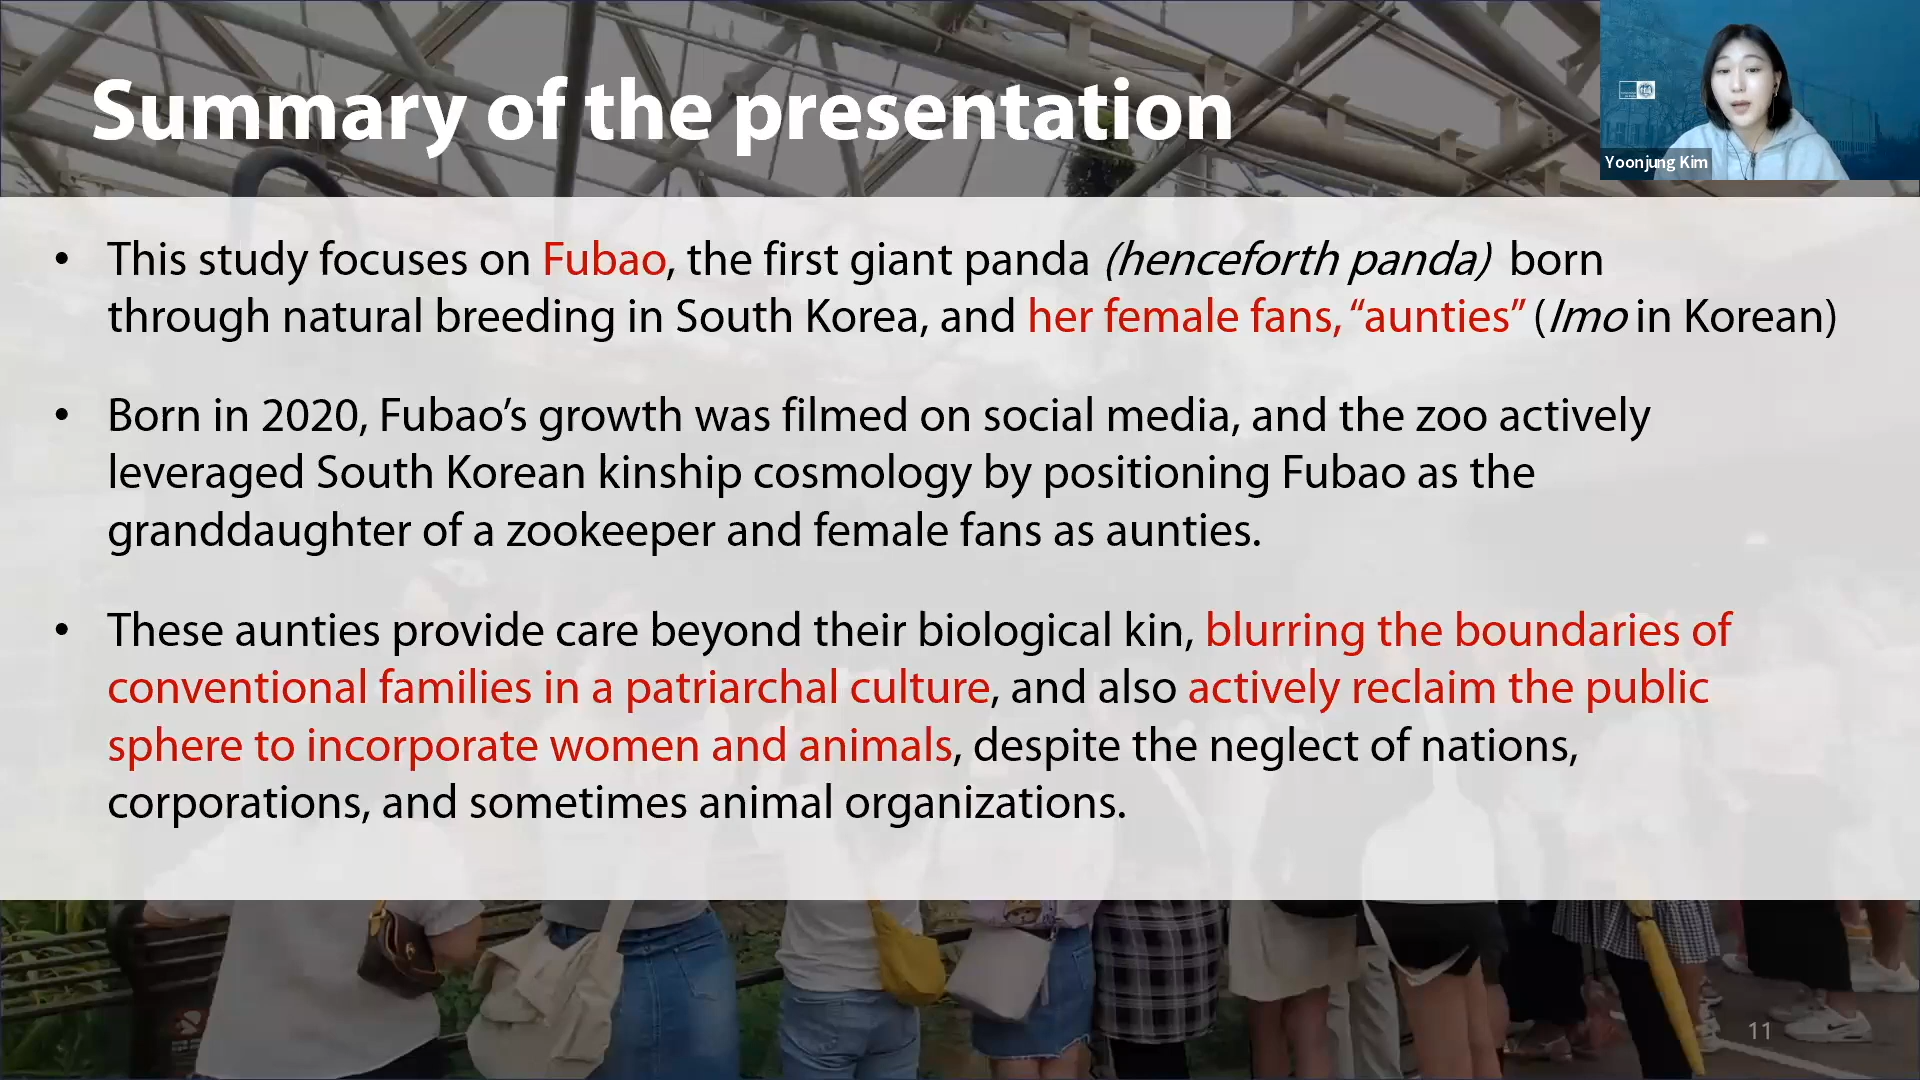 Summary of the presentation
Yoonjung Kim
• This study focuses on Fubao, the first giant panda (henceforth panda) born
through natural breeding in South Korea, and her female fans, “aunties” (Imo in Korean)
• Born in 2020, Fubao’s growth was filmed on social media, and the zoo actively
leveraged South Korean kinship cosmology by positioning Fubao as the
granddaughter of a zookeeper and female fans as aunties.
• These aunties provide care beyond their biological kin, blurring the boundaries of
conventional families in a patriarchal culture, and also actively reclaim the public
sphere to incorporate women and animals, despite the neglect of nations,
corporations, and sometimes animal organizations.
11